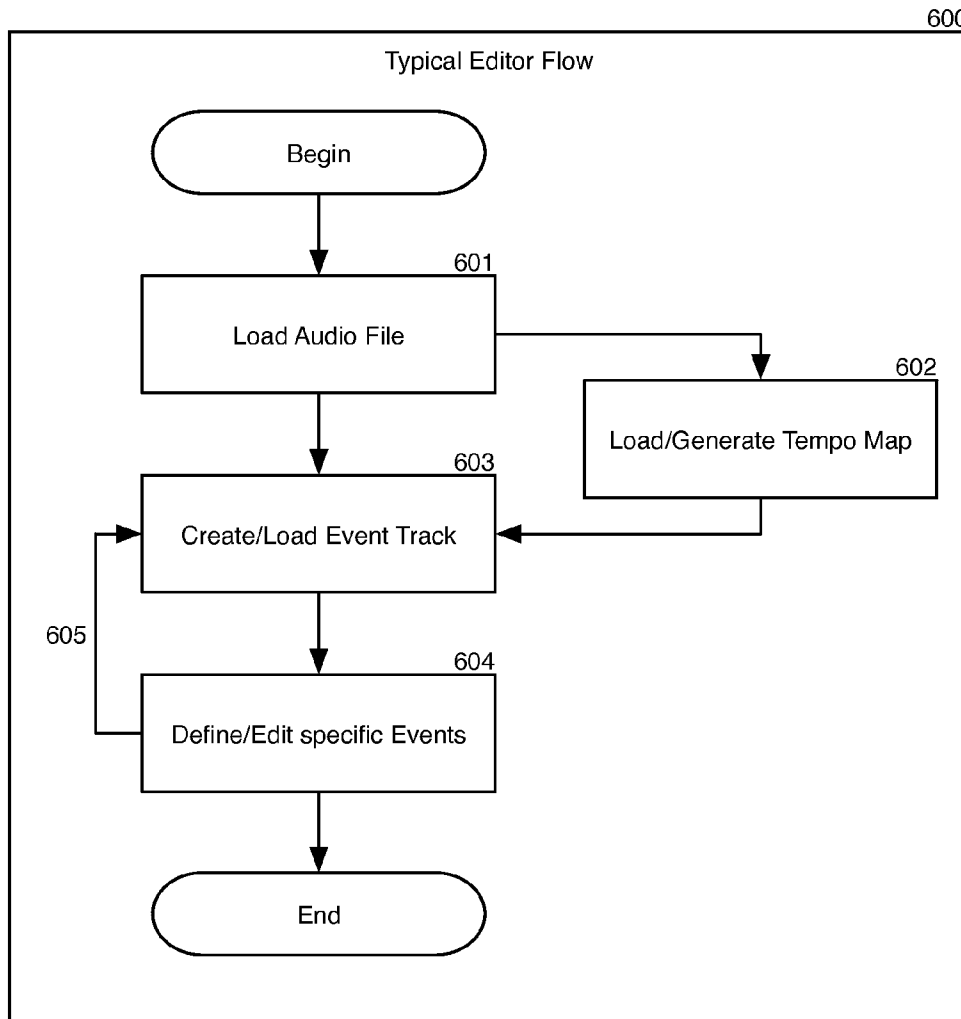 600
Typical Editor Flow
Begin
601
Load Audio File
602
Load/Generate Tempo Map
603
Create/Load Event Track
605
604
Define/Edit specific Events
End